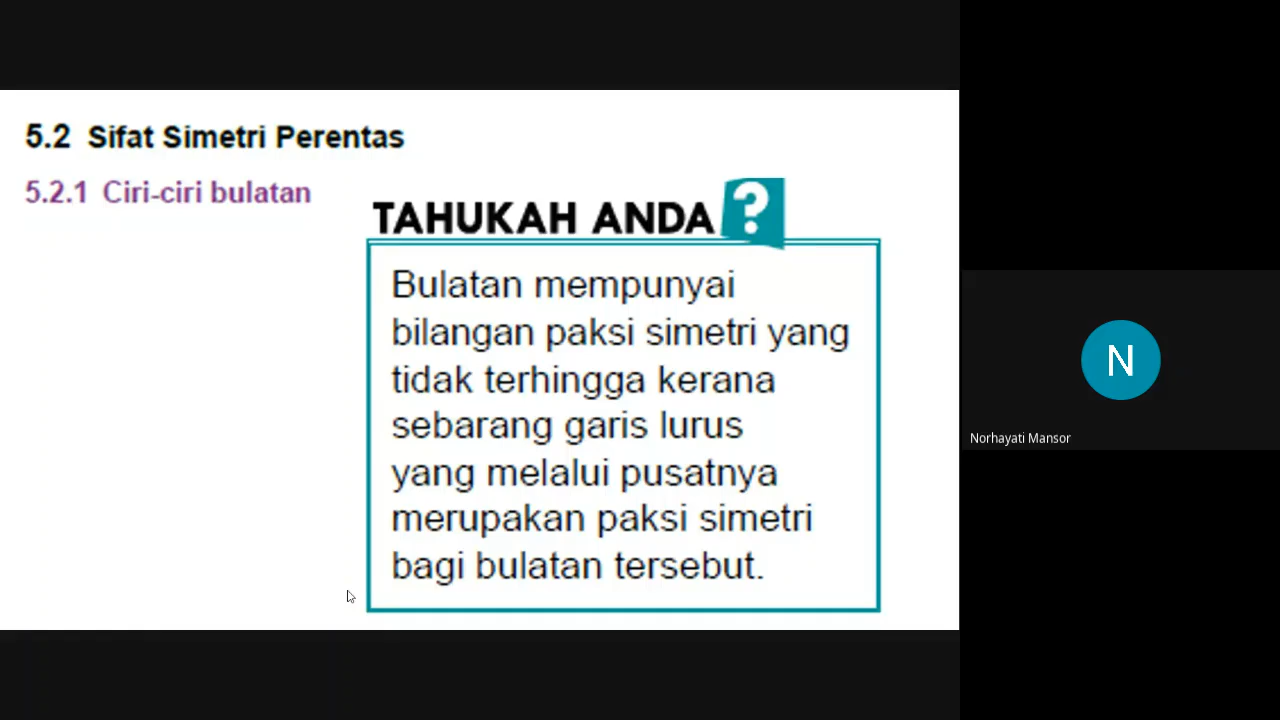 5.2 Sifat Simetri Perentas
5.2.1 Ciri-ciri bulatan
TAHUKAH ANDA ?
Bulatan mempunyai
bilangan paksi simetri yang
tidak terhingga kerana
sebarang garis lurus
yang melalui pusatnya
merupakan paksi simetri
bagi bulatan tersebut.
N
Norhayati Mansor